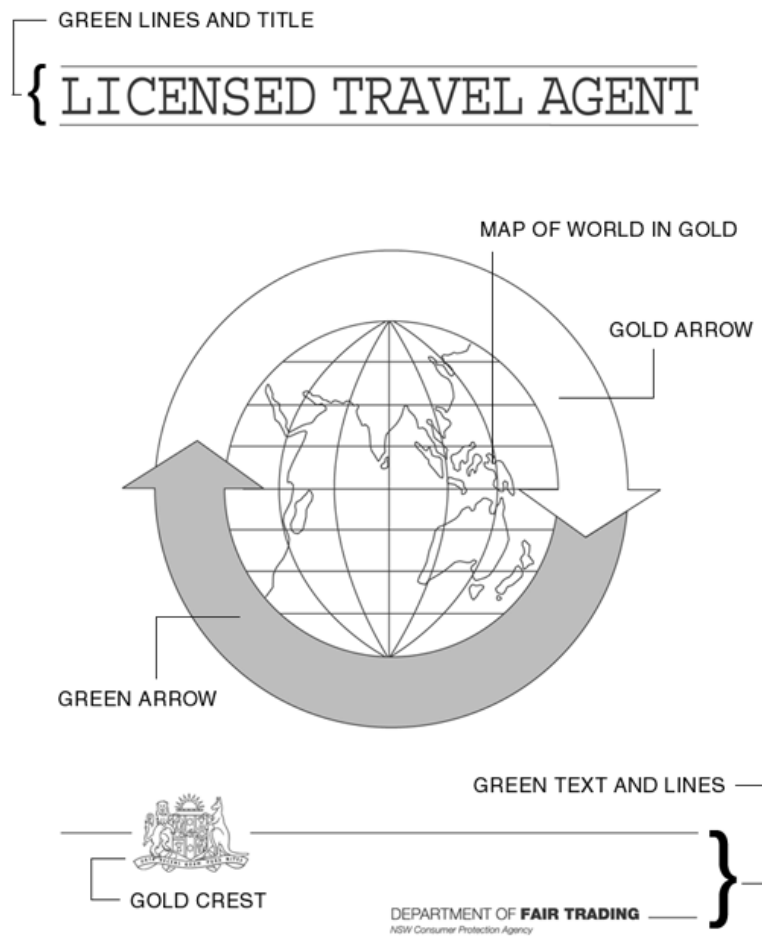 GREEN LINES AND TITLE
LICENSED TRAVEL AGENT
MAP OF WORLD IN GOLD
GOLD ARROW
GREEN ARROW
GREEN TEXT AND LINES
GOLD CREST
DEPARTMENT OF FAIR TRADING
NSW Consumer Protection Agency